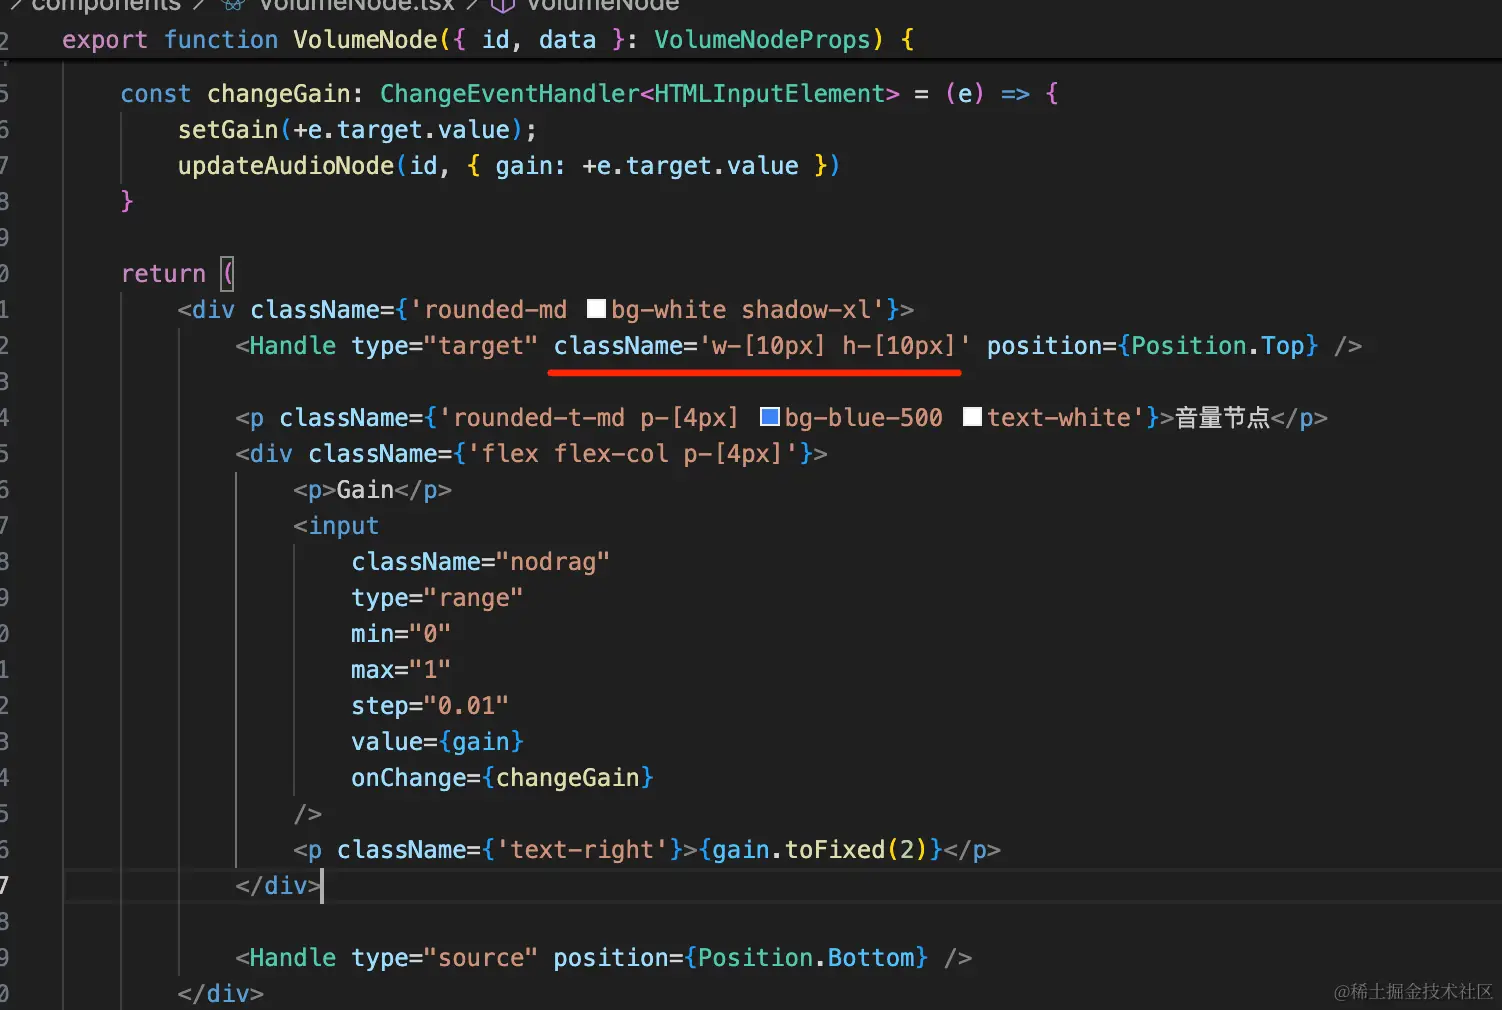 components > VolumeNode.tsx > VolumeNode
2 export function VolumeNode({ id, data }: VolumeNodeProps) {
5 const changeGain: ChangeEventHandler<HTMLInputElement> = (e) => {
6 setGain(+e.target.value);
7 updateAudioNode(id, { gain: +e.target.value })
8 }
9
0 return (
1 <div className={'rounded-md bg-white shadow-xl'}>
2 <Handle type="target" className='w-[10px] h-[10px]' position={Position.Top} />
3
4 <p className={'rounded-t-md p-[4px] bg-blue-500 text-white'}>音量节点</p>
5 <div className={'flex flex-col p-[4px]'}>
6 <p>Gain</p>
7 <input
8 className="nodrag"
9 type="range"
0 min="0"
1 max="1"
2 step="0.01"
3 value={gain}
4 onChange={changeGain}
5 />
6 <p className={'text-right'}>{gain.toFixed(2)}</p>
7 </div>
8
9 <Handle type="source" position={Position.Bottom} />
0 </div>
@稀土掘金技术社区